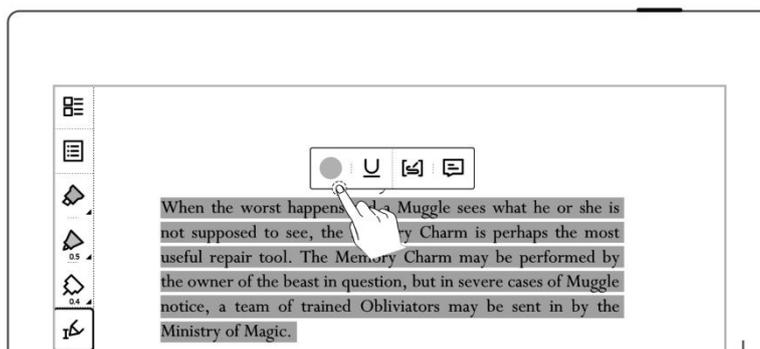 When the worst happens and a Muggle sees what he or she is
not supposed to see, the Memory Charm is perhaps the most
useful repair tool. The Memory Charm may be performed by
0.5
the owner of the beast in question, but in severe cases of Muggle
0.4
notice, a team of trained Obliviators may be sent in by the
Ministry of Magic.